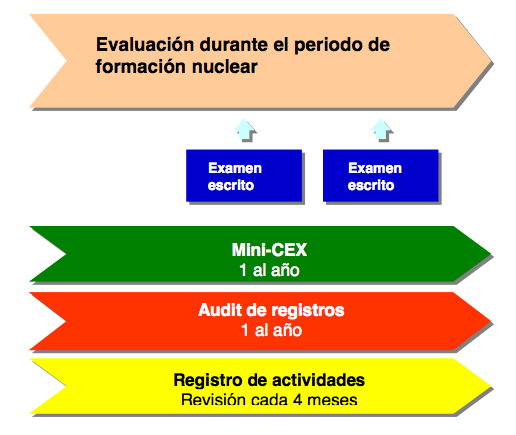 Evaluación durante el periodo de
formación nuclear
Examen
escrito
Examen
escrito
Mini-CEX
1 al año
Audit de registros
1 al año
Registro de actividades
Revisión cada 4 meses